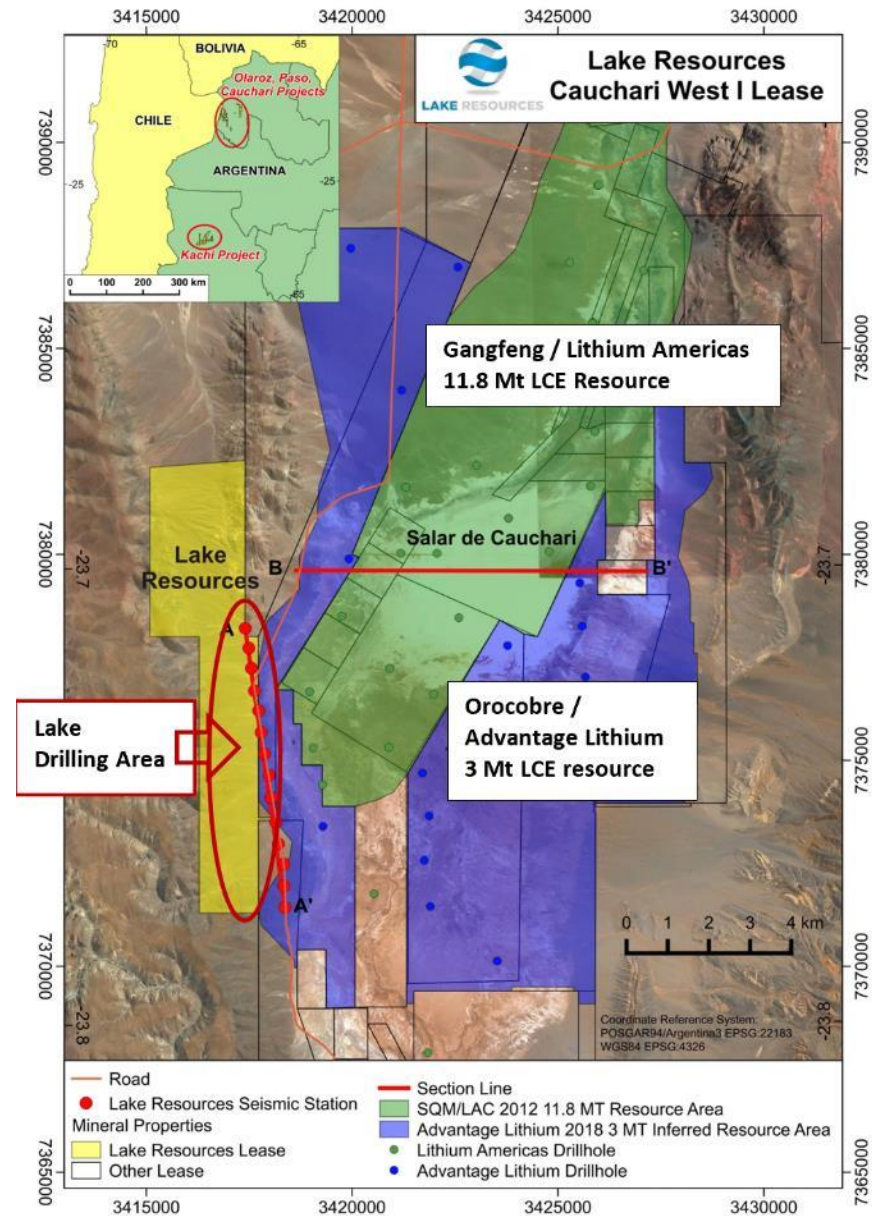 3415000
3420000
3425000
3430000
-70
-65
BOLIVIA
Olaroz, Paso,
Cauchari Projects
CHILE
ARGENTINA
-25
-25
Kachi Project
0 100 200 300 km
-65
LAKE RESOURCES
Lake Resources
Cauchari West I Lease
7390000
7390000
7385000
7385000
Gangfeng / Lithium Americas
11.8 Mt LCE Resource
7380000
7380000
-23.7
-23.7
Lake
Resources
Salar de Cauchari
B
B'
A
Lake
Drilling Area
Orocobre /
Advantage Lithium
3 Mt LCE resource
7375000
7375000
A'
0 1 2 3 4 km
7370000
7370000
-23.8
-23.8
Coordinate Reference System:
POSGAR94/Argentina3 EPSG:22183
WGS84 EPSG:4326
Road
Lake Resources Seismic Station
Mineral Properties
Lake Resources Lease
Other Lease
Section Line
SQM/LAC 2012 11.8 MT Resource Area
Advantage Lithium 2018 3 MT Inferred Resource Area
Lithium Americas Drillhole
Advantage Lithium Drillhole
7365000
7365000
3415000
3420000
3425000
3430000